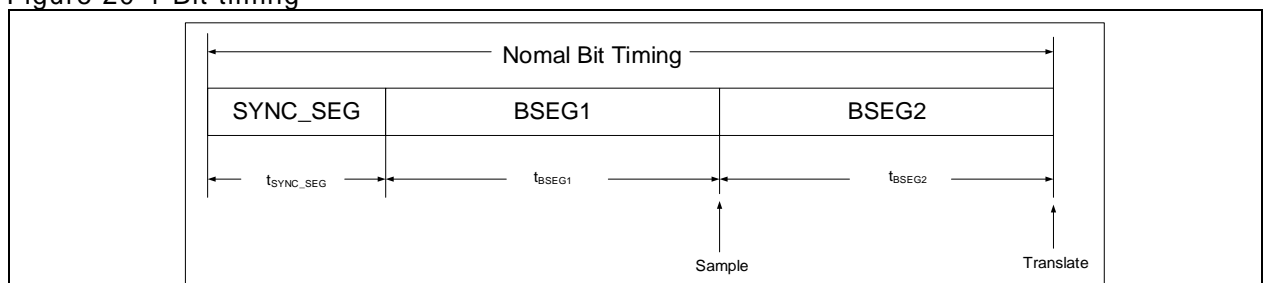 Figure 20-1 Bit timing
Nomal Bit Timing
SYNC_SEG BSEG1 BSEG2
tSYNC_SEG tBSEG1 tBSEG2
Sample
Translate